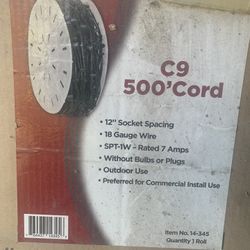 C9
500'Cord
• 12" Socket Spacing
• 18 Gauge Wire
• SPT-1W - Rated 7 Amps
• Without Bulbs or Plugs
• Outdoor Use
• Preferred for Commercial Install Use
Item No. 14-345
Quantity 1 Roll